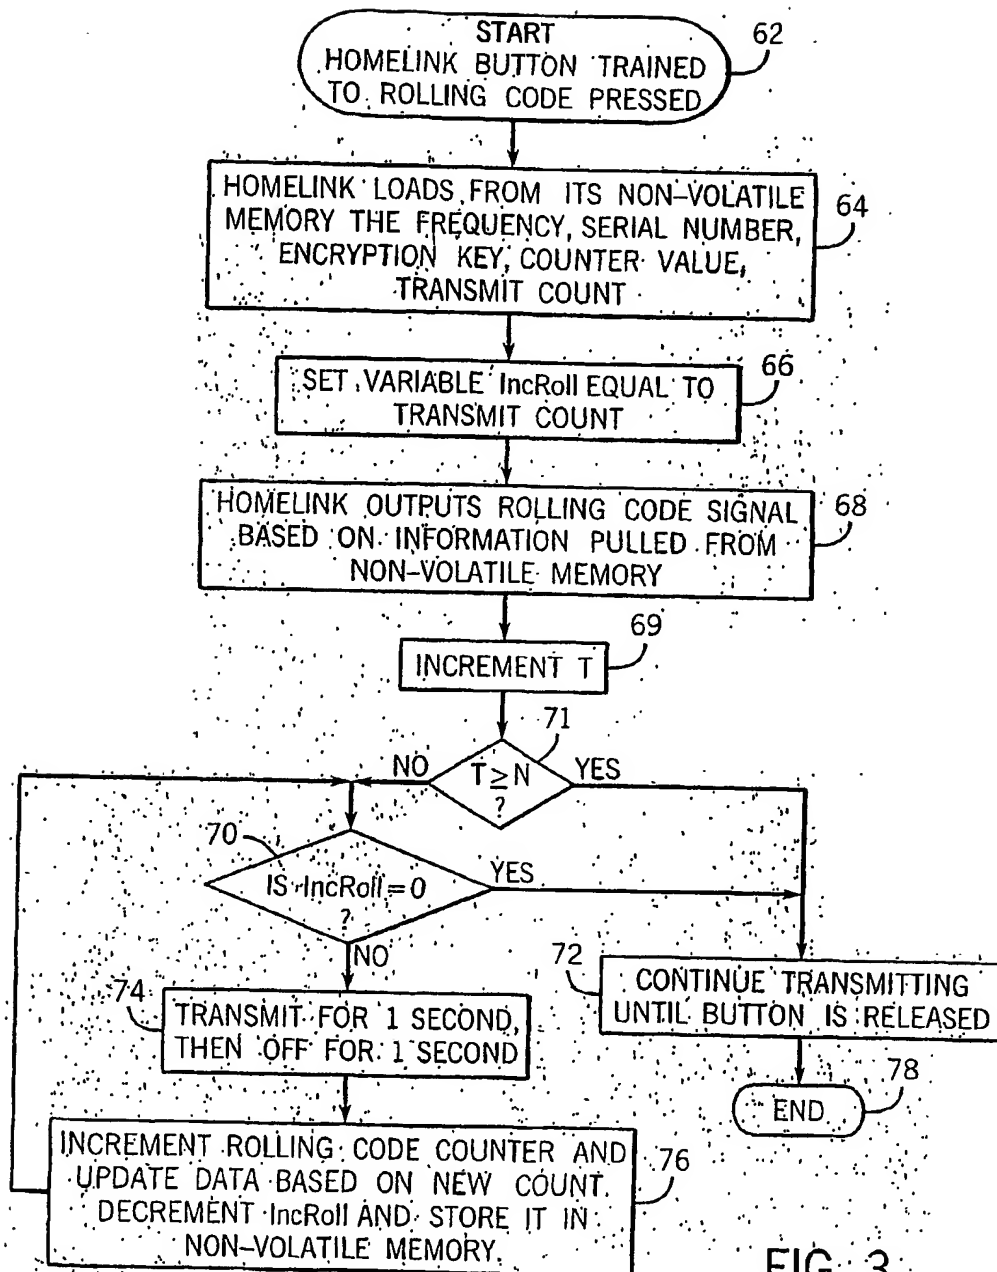 START
HOMELINK BUTTON TRAINED
TO ROLLING CODE PRESSED
62
HOMELINK LOADS FROM ITS NON-VOLATILE
MEMORY THE FREQUENCY, SERIAL NUMBER,
ENCRYPTION KEY, COUNTER VALUE,
TRANSMIT COUNT
64
SET VARIABLE IncRoll EQUAL TO
TRANSMIT COUNT
66
HOMELINK OUTPUTS ROLLING CODE SIGNAL
BASED ON INFORMATION PULLED FROM
NON-VOLATILE MEMORY
68
INCREMENT T
69
71
T ≥ N
?
NO
YES
70
IS IncRoll = 0
?
YES
NO
74
TRANSMIT FOR 1 SECOND,
THEN OFF FOR 1 SECOND
72
CONTINUE TRANSMITTING
UNTIL BUTTON IS RELEASED
END
78
INCREMENT ROLLING CODE COUNTER AND
UPDATE DATA BASED ON NEW COUNT.
DECREMENT IncRoll AND STORE IT IN
NON-VOLATILE MEMORY.
76
FIG. 3